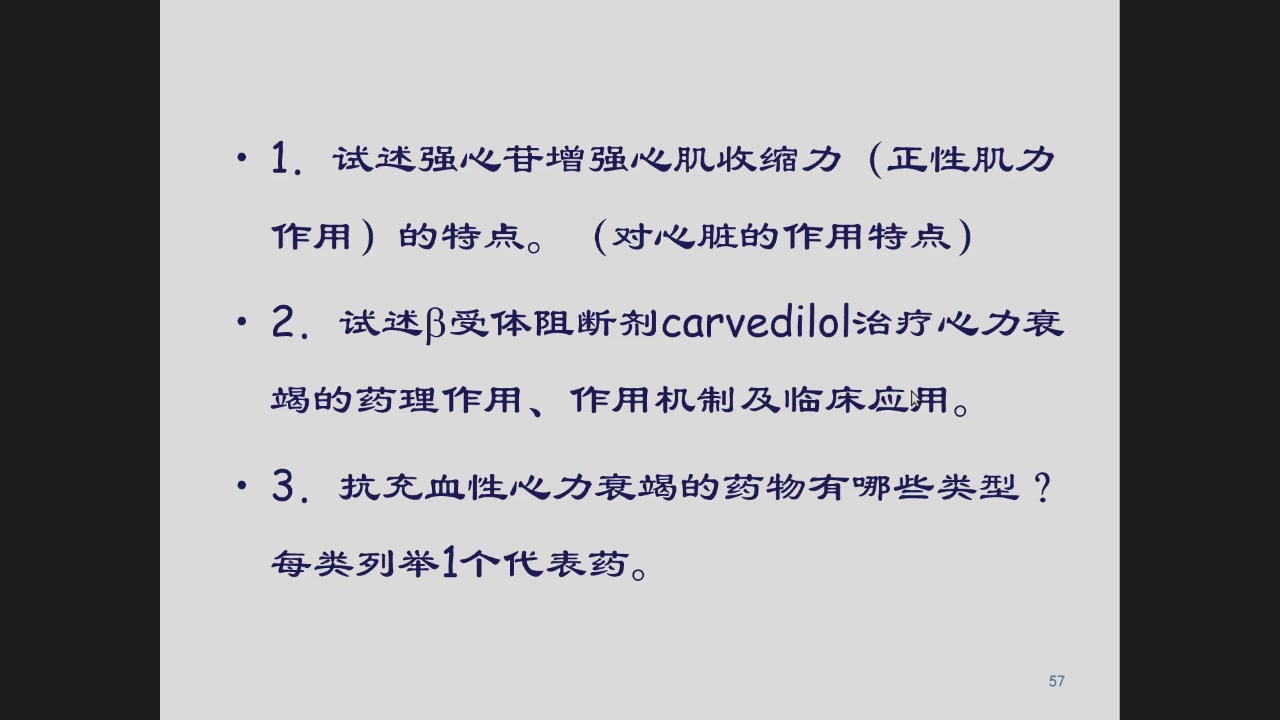 • 1. 试述强心苷增强心肌收缩力（正性肌力
作用）的特点。（对心脏的作用特点）
• 2. 试述β受体阻断剂carvedilol治疗心力衰
竭的药理作用、作用机制及临床应用。
• 3. 抗充血性心力衰竭的药物有哪些类型？
每类列举1个代表药。
57